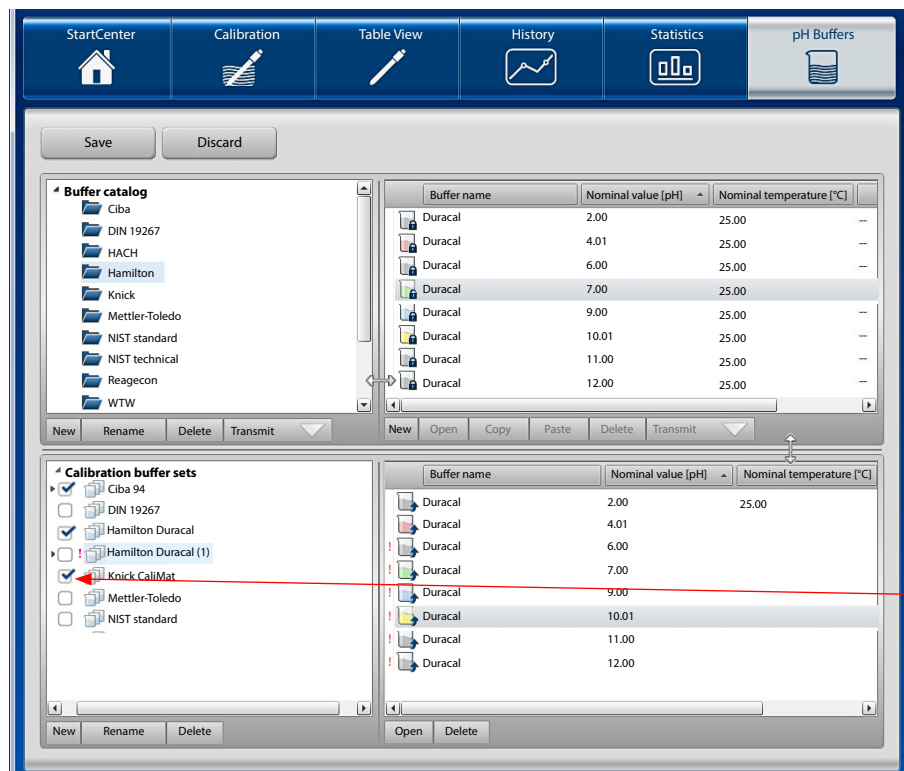 StartCenter Calibration Table View History Statistics pH Buffers
Save Discard
Buffer catalog
Ciba
DIN 19267
HACH
Hamilton
Knick
Mettler-Toledo
NIST standard
NIST technical
Reagecon
WTW
New Rename Delete Transmit
Buffer name Nominal value [pH] Nominal temperature [°C]
Duracal 2.00 25.00 --
Duracal 4.01 25.00 --
Duracal 6.00 25.00 --
Duracal 7.00 25.00
Duracal 9.00 25.00 --
Duracal 10.01 25.00 --
Duracal 11.00 25.00 --
Duracal 12.00 25.00 --
New Open Copy Paste Delete Transmit
Calibration buffer sets
Ciba 94
DIN 19267
Hamilton Duracal
! Hamilton Duracal (1)
Knick CaliMat
Mettler-Toledo
NIST standard
New Rename Delete
Buffer name Nominal value [pH] Nominal temperature [°C]
Duracal 2.00 25.00
Duracal 4.01
! Duracal 6.00
! Duracal 7.00
! Duracal 9.00
! Duracal 10.01
! Duracal 11.00
! Duracal 12.00
Open Delete